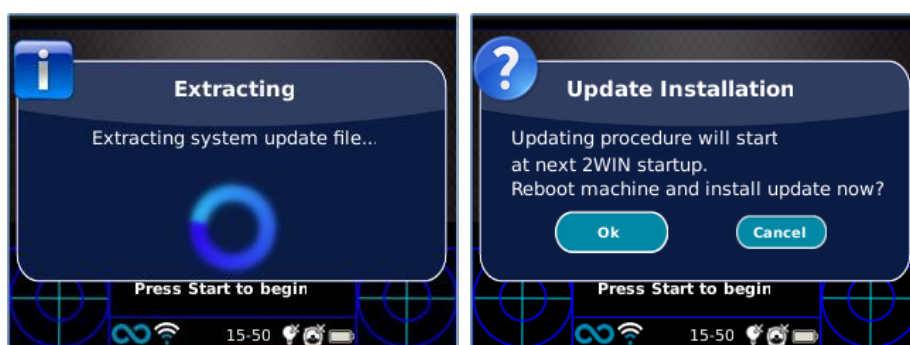 Extracting
Extracting system update file...
Press Start to begin
15-50
Update Installation
Updating procedure will start
at next 2WIN startup.
Reboot machine and install update now?
Ok
Cancel
Press Start to begin
15-50